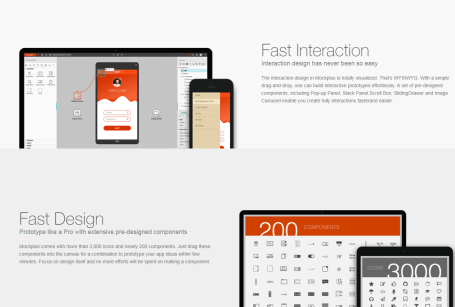 Fast Interaction
Interaction design has never been so easy
The interaction design in Mockplus is totally visualized. That's WYSIWYG. With a simple
drag-and-drop, one can build interactive prototypes effortlessly. A set of pre-designed
components, including Pop-up Panel, Stack Panel,Scroll Box, SlidingDrawer and Image
Carousel enable you create fully interactions fasterand easier.
Fast Design
Prototype like a Pro with extensive pre-designed components
Mockplus comes with more than 3,000 icons and nearly 200 components. Just drag these
components into the canvas for a combination to prototype your app ideas within few
minutes. Focus on design itself and no more efforts will be spent on making a component.
200 COMPONENTS
ICONS 3000